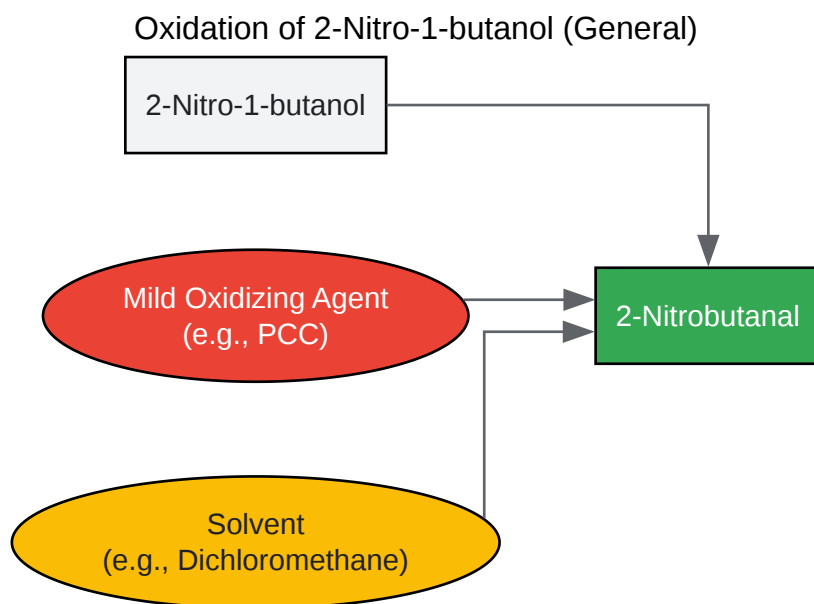 Oxidation of 2-Nitro-1-butanol (General)
2-Nitro-1-butanol
Mild Oxidizing Agent
(e.g., PCC)
2-Nitrobutanal
Solvent
(e.g., Dichloromethane)